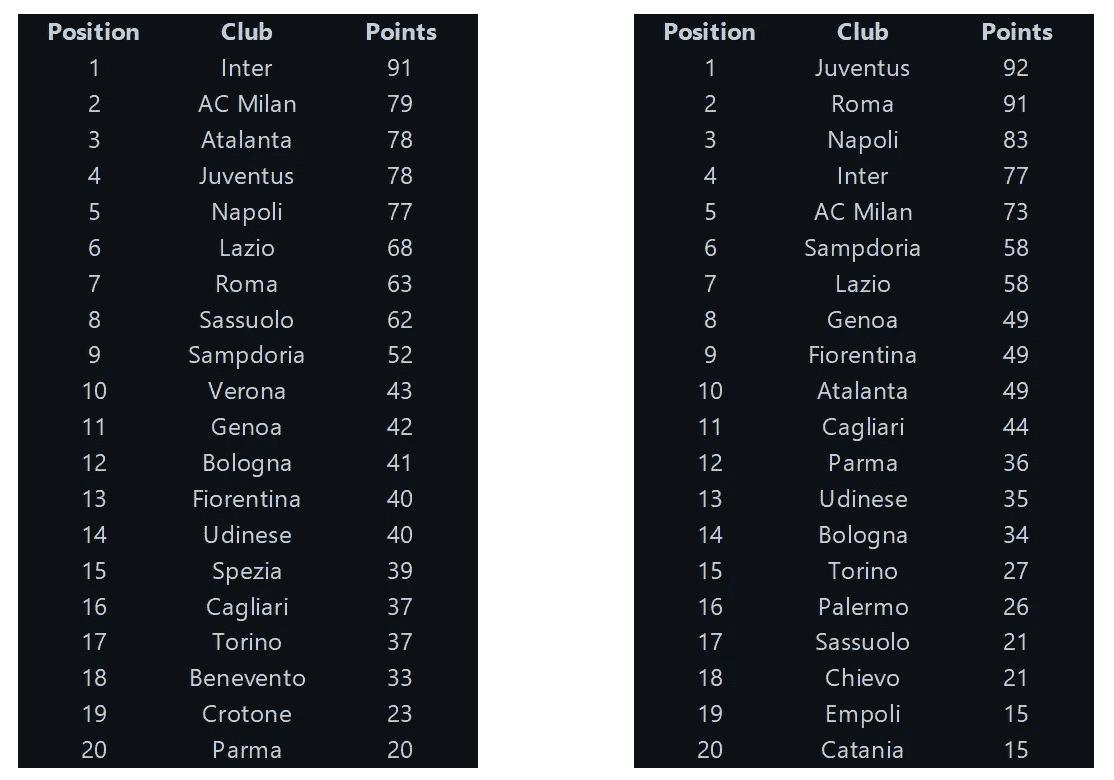 Position Club Points
1 Inter 91
2 AC Milan 79
3 Atalanta 78
4 Juventus 78
5 Napoli 77
6 Lazio 68
7 Roma 63
8 Sassuolo 62
9 Sampdoria 52
10 Verona 43
11 Genoa 42
12 Bologna 41
13 Fiorentina 40
14 Udinese 40
15 Spezia 39
16 Cagliari 37
17 Torino 37
18 Benevento 33
19 Crotone 23
20 Parma 20
Position Club Points
1 Juventus 92
2 Roma 91
3 Napoli 83
4 Inter 77
5 AC Milan 73
6 Sampdoria 58
7 Lazio 58
8 Genoa 49
9 Fiorentina 49
10 Atalanta 49
11 Cagliari 44
12 Parma 36
13 Udinese 35
14 Bologna 34
15 Torino 27
16 Palermo 26
17 Sassuolo 21
18 Chievo 21
19 Empoli 15
20 Catania 15